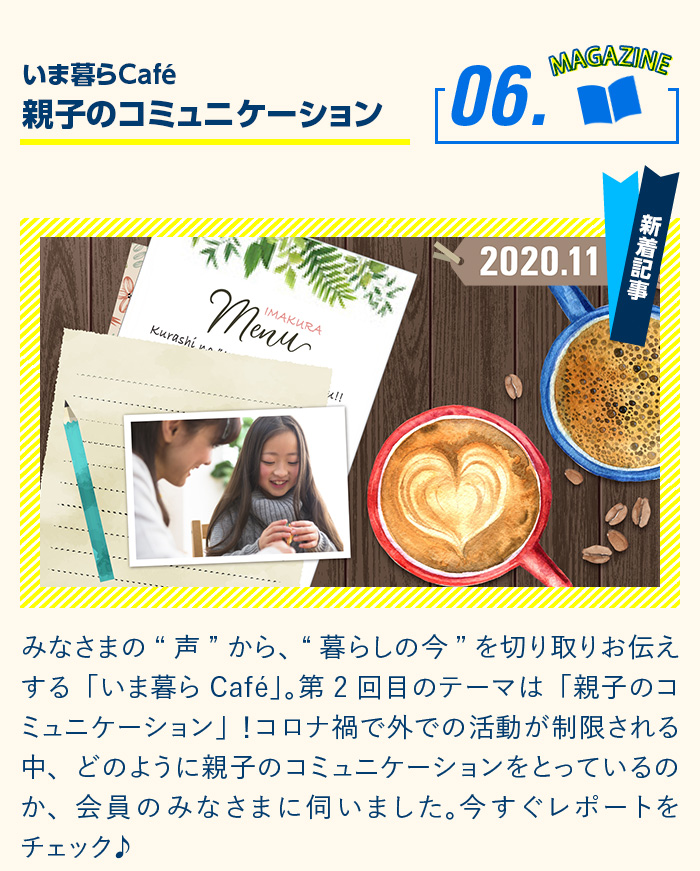 いま暮らCafé
親子のコミュニケーション
06.
MAGAZINE
新着記事
2020.11
IMAKURA
Menu
Kurashi no
!!
みなさまの“声”から、“暮らしの今”を切り取りお伝え
する「いま暮らCafé」。第2回目のテーマは「親子のコ
ミュニケーション」!コロナ禍で外での活動が制限される
中、どのように親子のコミュニケーションをとっているの
か、会員のみなさまに伺いました。今すぐレポートを
チェック♪